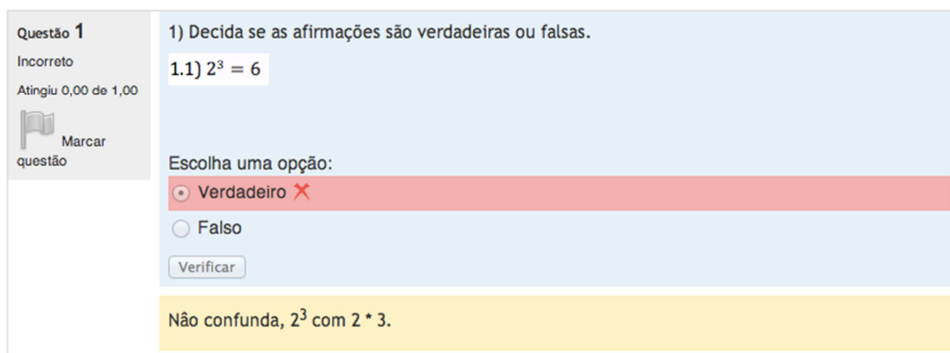 Questão 1
Incorreto
Atingiu 0,00 de 1,00
Marcar
questão
1) Decida se as afirmações são verdadeiras ou falsas.
1.1) 2³ = 6
Escolha uma opção:
Verdadeiro
Falso
Verificar
Nâo confunda, 2³ com 2 * 3.